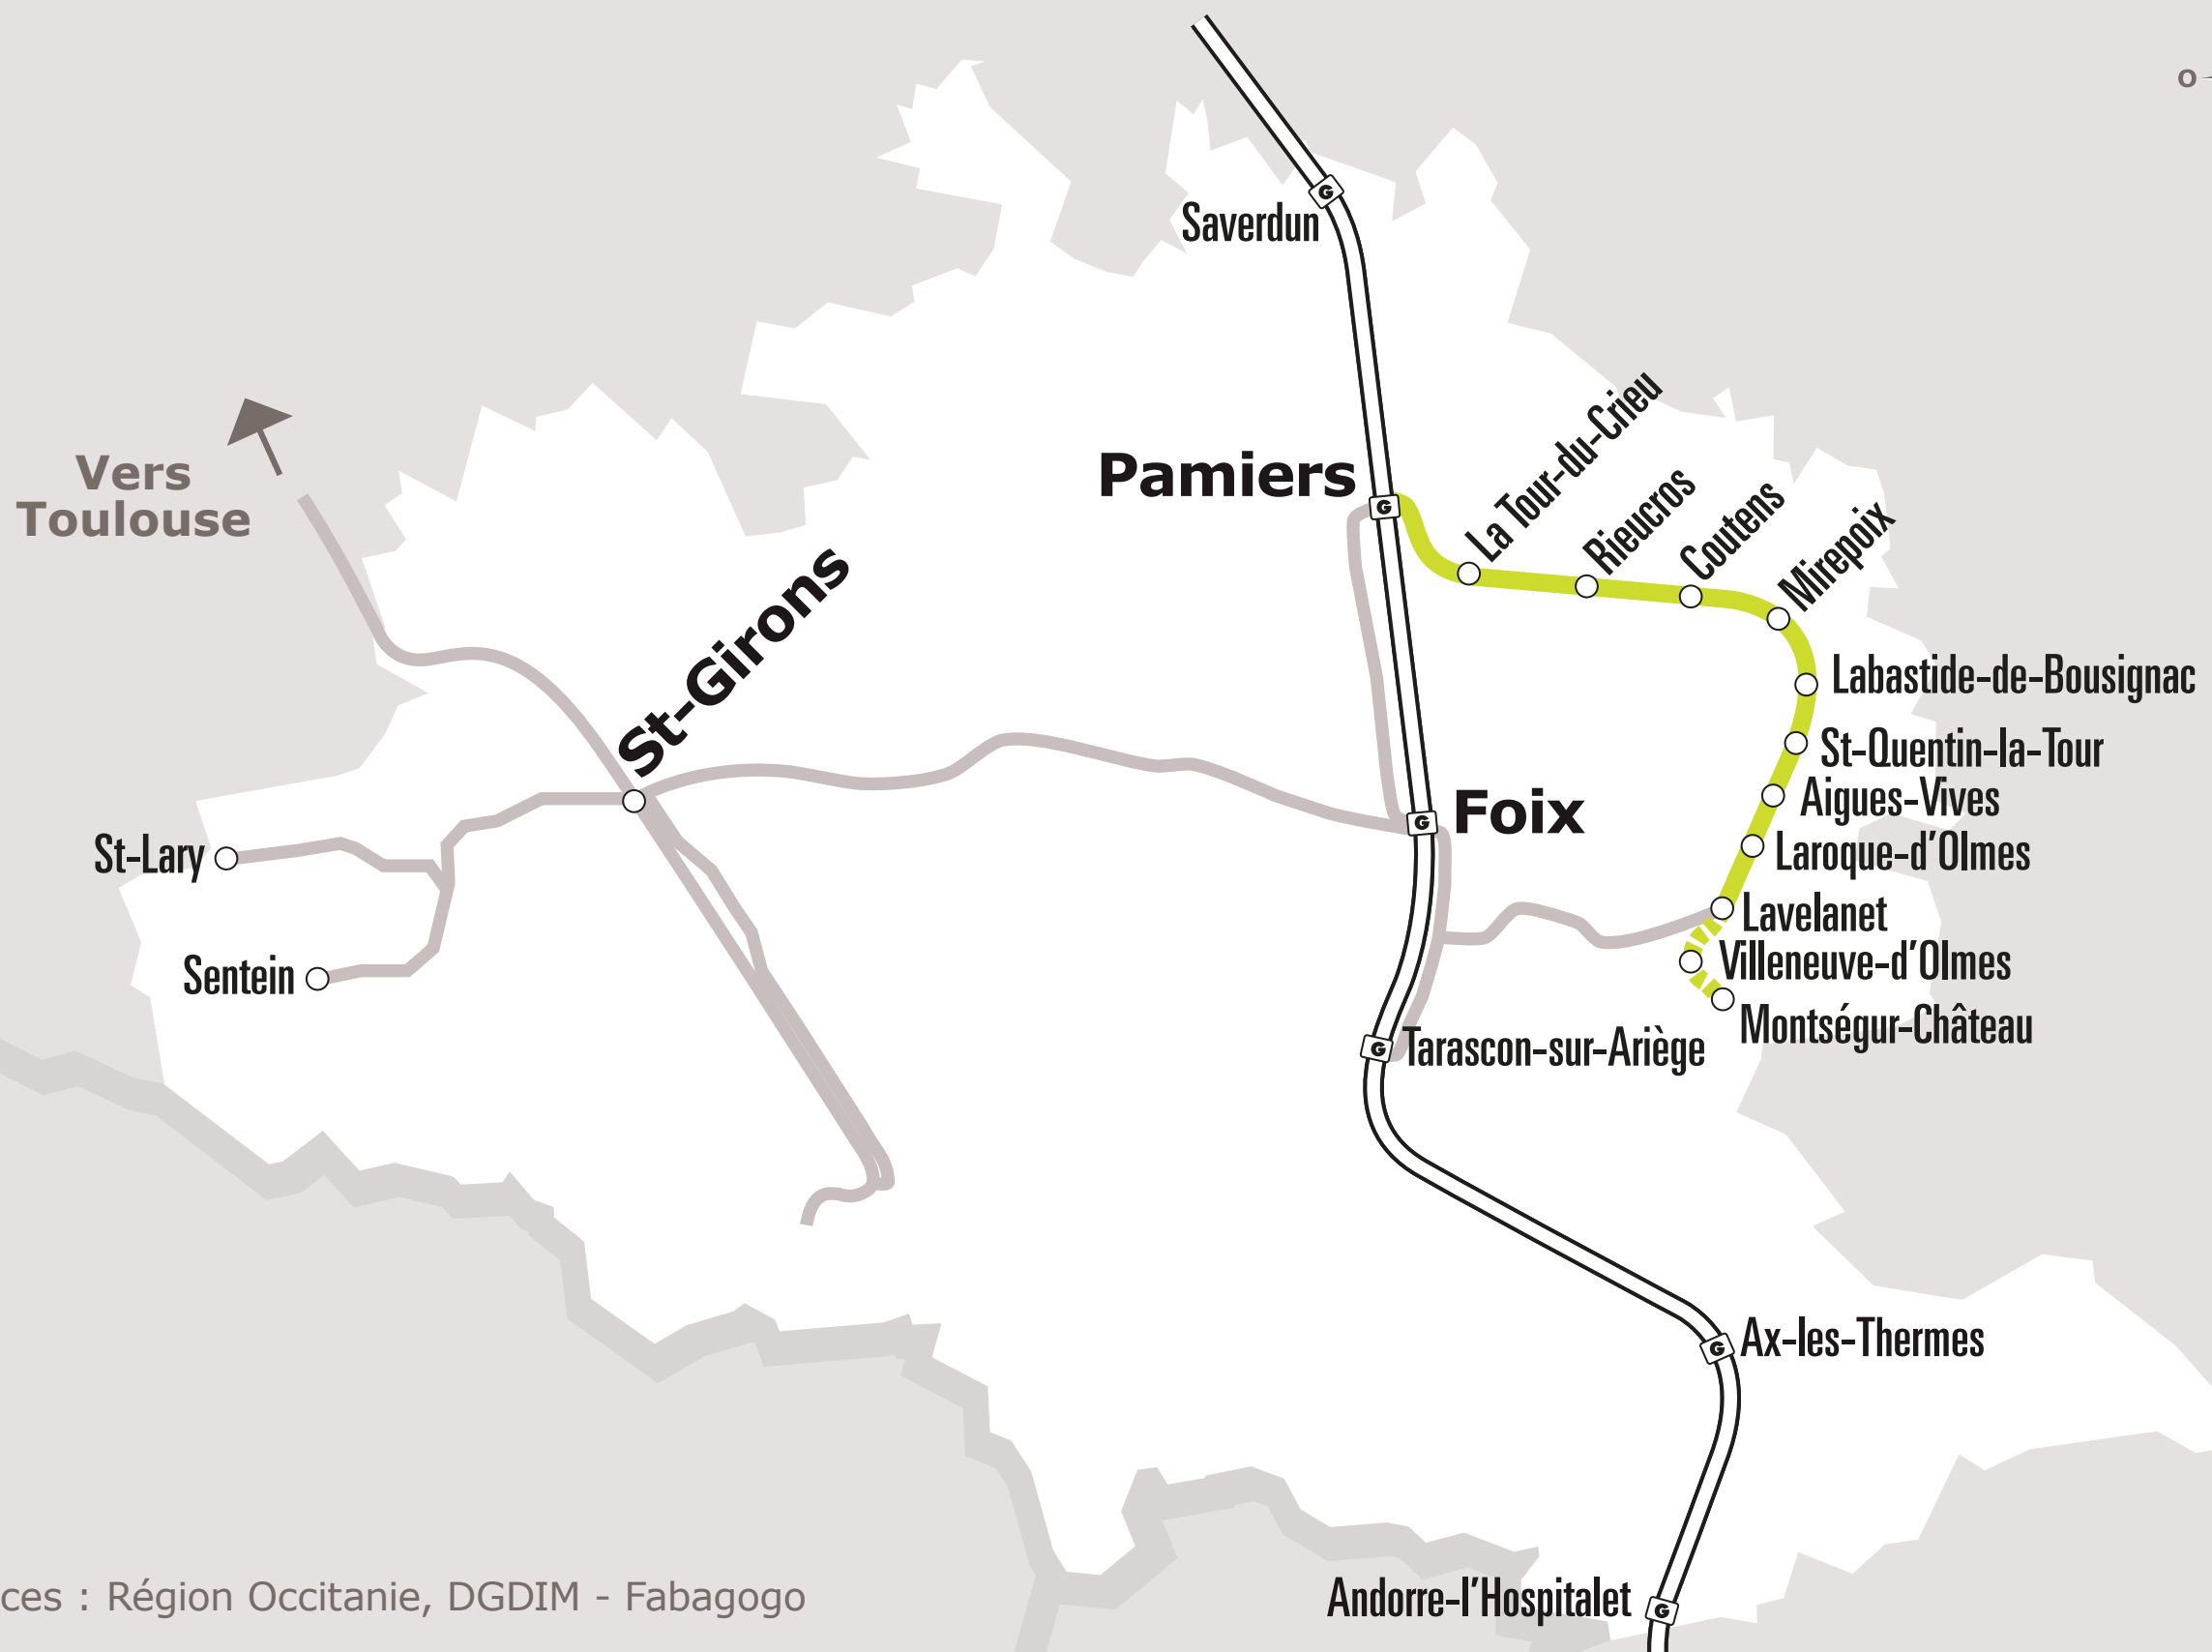 O
Saverdun
G
Vers
Toulouse
Pamiers
G
La Tour-du-Crieu
Rieucros
Coutens
Mirepoix
St-Girons
Labastide-de-Bousignac
St-Quentin-la-Tour
Aigues-Vives
Foix
G
Laroque-d'Olmes
St-Lary
Lavelanet
Sentein
Villeneuve-d'Olmes
Montségur-Château
G
Tarascon-sur-Ariège
Ax-les-Thermes
G
ces : Région Occitanie, DGDIM - Fabagogo
Andorre-l'Hospitalet
G